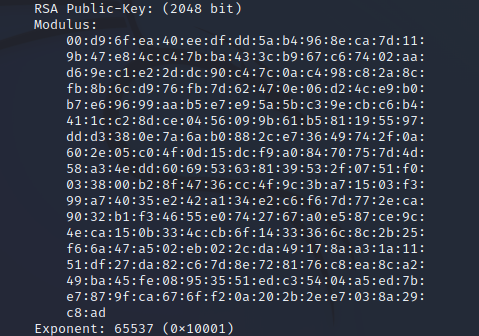 RSA Public-Key: (2048 bit)
Modulus:
00:d9:6f:ea:40:ee:df:dd:5a:b4:96:8e:ca:7d:11:
9b:47:e8:4c:c4:7b:ba:43:3c:b9:67:c6:74:02:aa:
d6:9e:c1:e2:2d:dc:90:c4:7c:0a:c4:98:c8:2a:8c:
fb:8b:6c:d9:76:fb:7d:62:47:0e:06:d2:4c:e9:b0:
b7:e6:96:99:aa:b5:e7:e9:5a:5b:c3:9e:cb:c6:b4:
41:1c:c2:8d:ce:04:56:09:9b:61:b5:81:19:55:97:
dd:d3:38:0e:7a:6a:b0:88:2c:e7:36:49:74:2f:0a:
60:2e:05:c0:4f:0d:15:dc:f9:a0:84:70:75:7d:4d:
58:a3:4e:dd:60:69:53:63:81:39:53:2f:07:51:f0:
03:38:00:b2:8f:47:36:cc:4f:9c:3b:a7:15:03:f3:
99:a7:40:35:e2:42:a1:34:e2:c6:f6:7d:77:2e:ca:
90:32:b1:f3:46:55:e0:74:27:67:a0:e5:87:ce:9c:
4e:ca:15:0b:33:4c:cb:6f:14:33:36:6c:8c:2b:25:
f6:6a:47:a5:02:eb:02:2c:da:49:17:8a:a3:1a:11:
51:df:27:da:82:c6:7d:8e:72:81:76:c8:ea:8c:a2:
49:ba:45:fe:08:95:35:51:ed:c3:54:04:a5:ed:7b:
e7:87:9f:ca:67:6f:f2:0a:20:2b:2e:e7:03:8a:29:
c8:ad
Exponent: 65537 (0×10001)